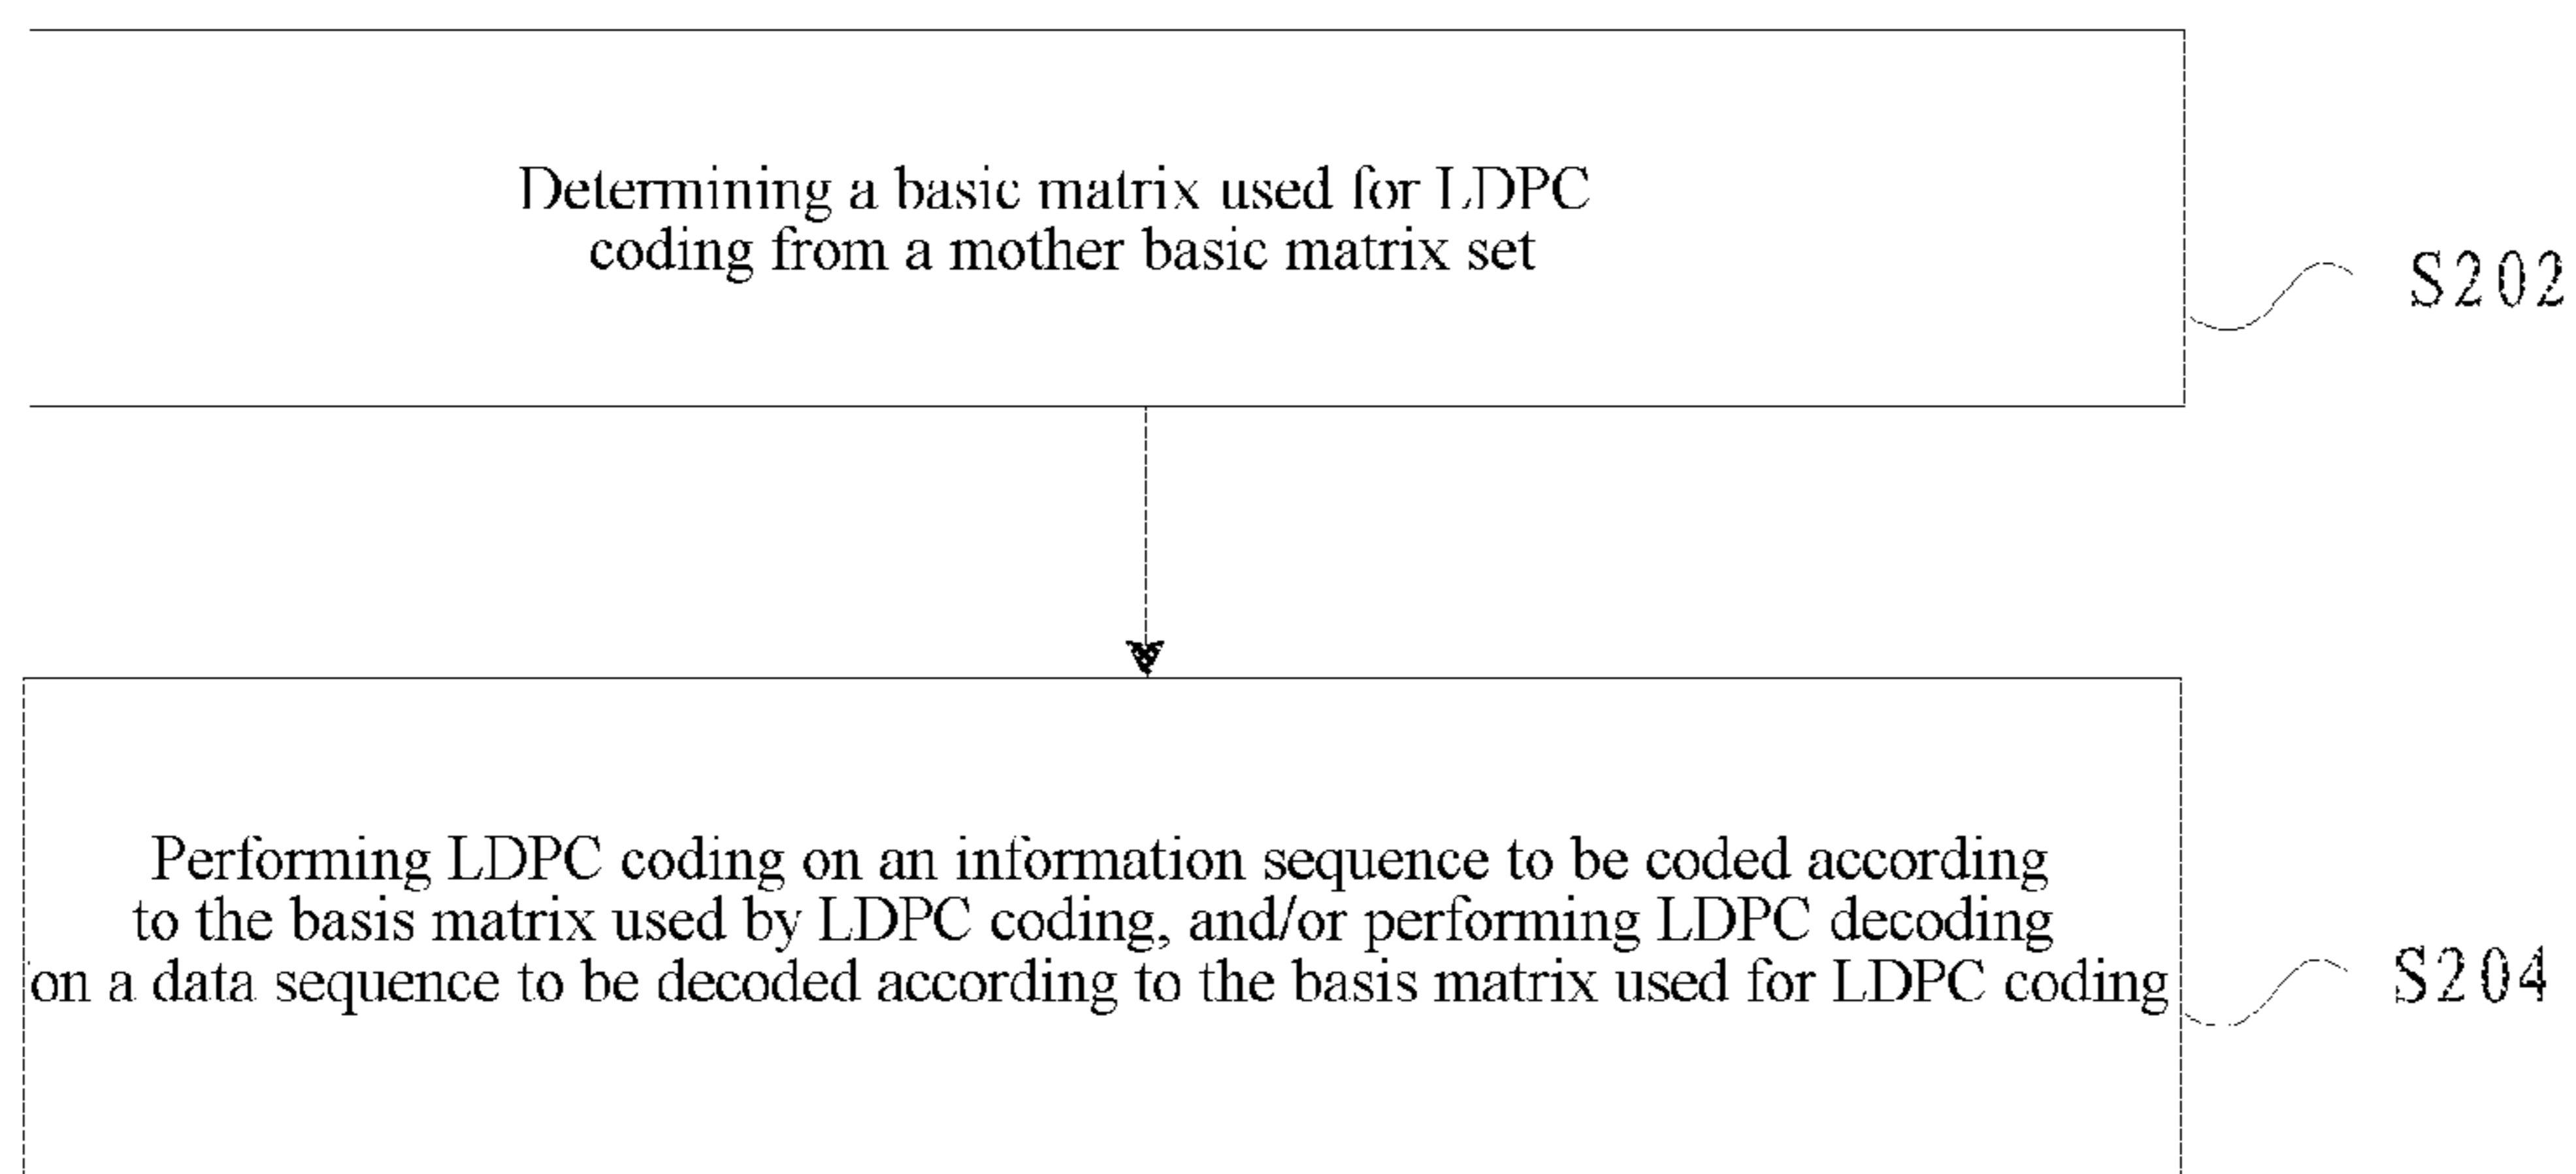 Determining a basic matrix used for LDPC
coding from a mother basic matrix set
S202
Performing LDPC coding on an information sequence to be coded according
to the basis matrix used by LDPC coding, and/or performing LDPC decoding
on a data sequence to be decoded according to the basis matrix used for LDPC coding
S204